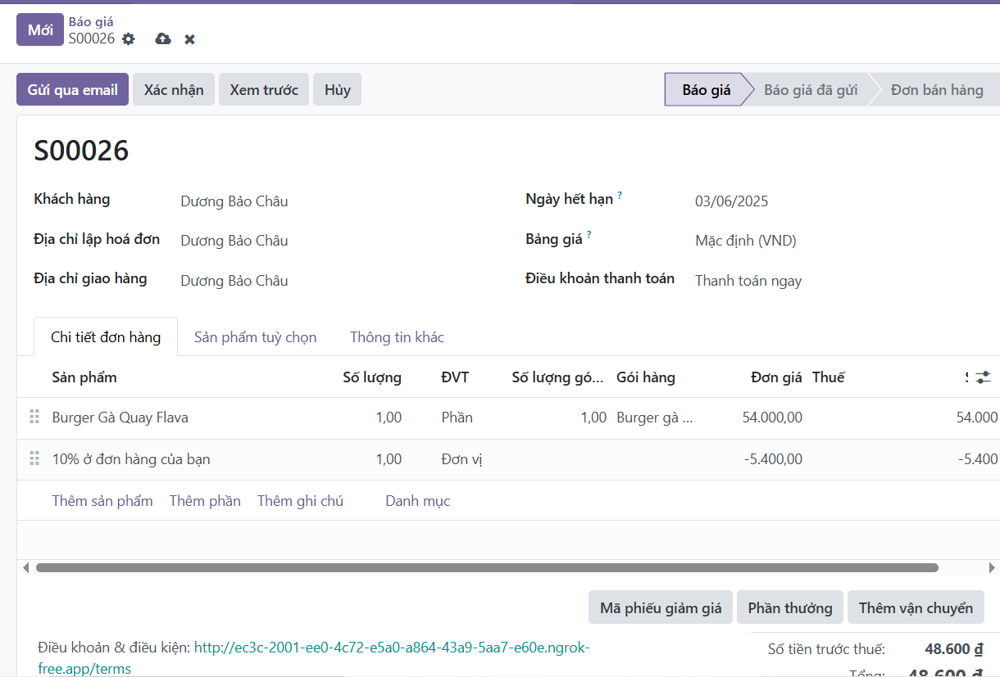 Mới
Báo giá
S00026
Gửi qua email Xác nhận Xem trước Hủy
Báo giá Báo giá đã gửi Đơn bán hàng
S00026
Khách hàng Dương Bảo Châu
Ngày hết hạn ? 03/06/2025
Địa chỉ lập hoá đơn Dương Bảo Châu
Bảng giá ? Mặc định (VND)
Địa chỉ giao hàng Dương Bảo Châu
Điều khoản thanh toán Thanh toán ngay
Chi tiết đơn hàng Sản phẩm tuỳ chọn Thông tin khác
Sản phẩm Số lượng ĐVT Số lượng gó... Gói hàng Đơn giá Thuế
Burger Gà Quay Flava 1,00 Phần 1,00 Burger gà ... 54.000,00 54.000
10% ở đơn hàng của bạn 1,00 Đơn vị -5.400,00 -5.400
Thêm sản phẩm Thêm phần Thêm ghi chú Danh mục
Mã phiếu giảm giá Phần thưởng Thêm vận chuyển
Điều khoản & điều kiện: http://ec3c-2001-ee0-4c72-e5a0-a864-43a9-5aa7-e60e.ngrok-
free.app/terms
Số tiền trước thuế: 48.600 ₫
Tổng: 48.600 ₫